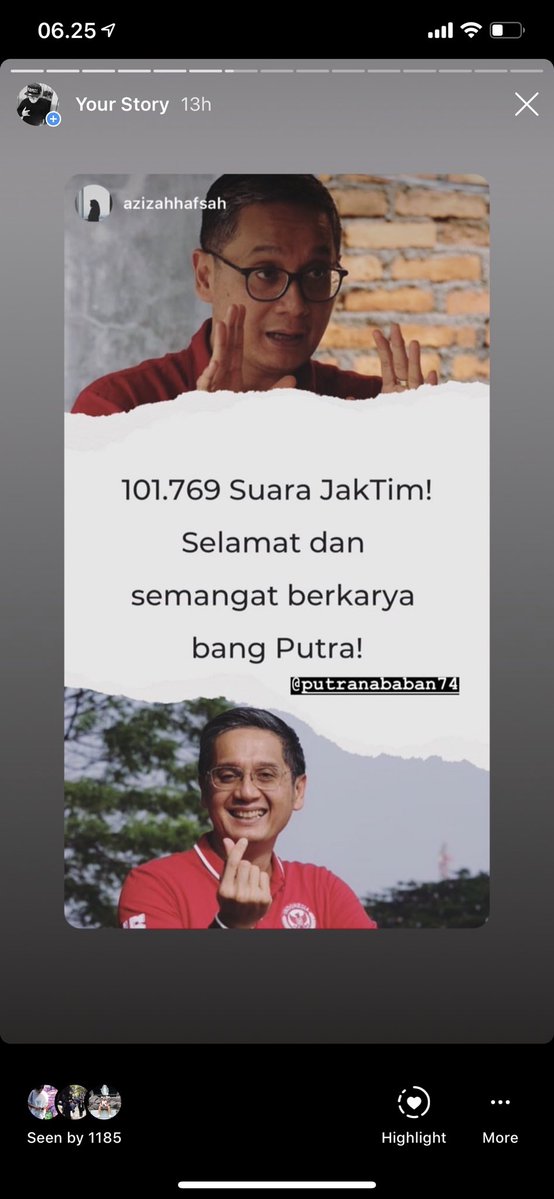 06.25
Your Story 13h
azizahhafsah
101.769 Suara JakTim!
Selamat dan
semangat berkarya
bang Putra!
@putranababan74
INDONESIA
Seen by 1185
Highlight
More